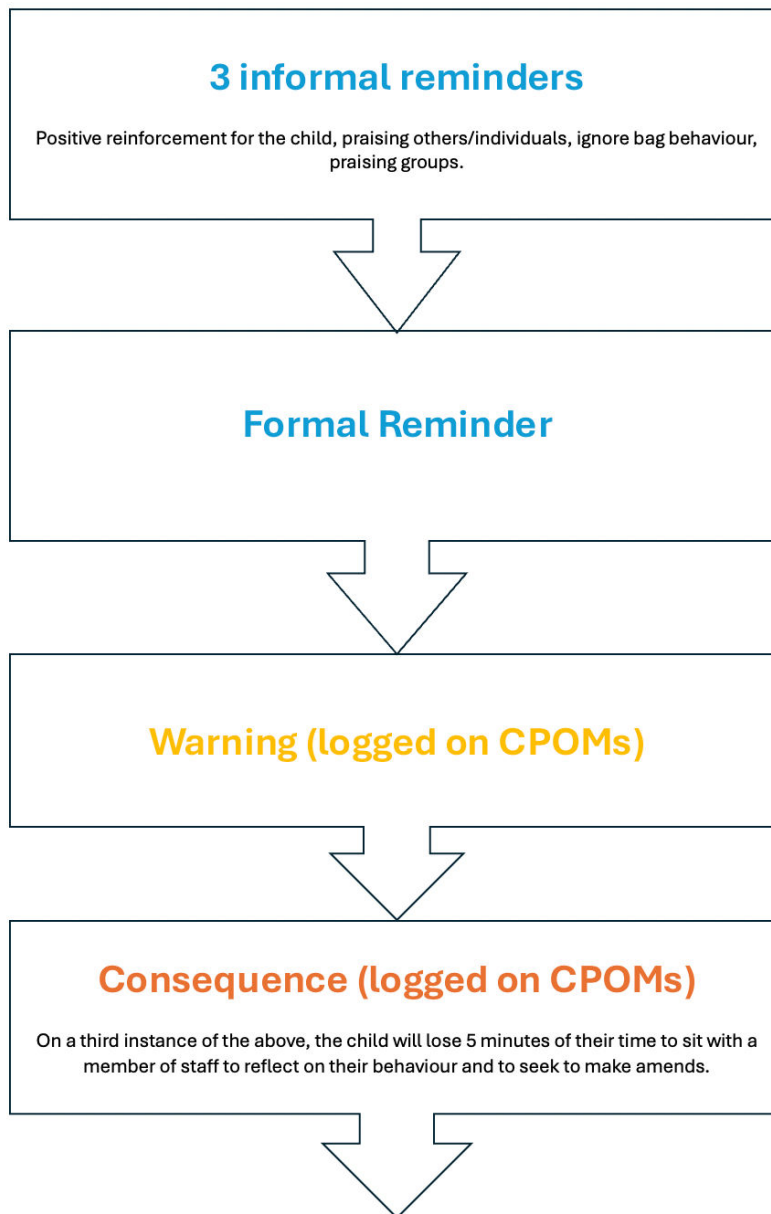 3 informal reminders
Positive reinforcement for the child, praising others/individuals, ignore bag behaviour,
praising groups.
Formal Reminder
Warning (logged on CPOMs)
Consequence (logged on CPOMs)
On a third instance of the above, the child will lose 5 minutes of their time to sit with a
member of staff to reflect on their behaviour and to seek to make amends.